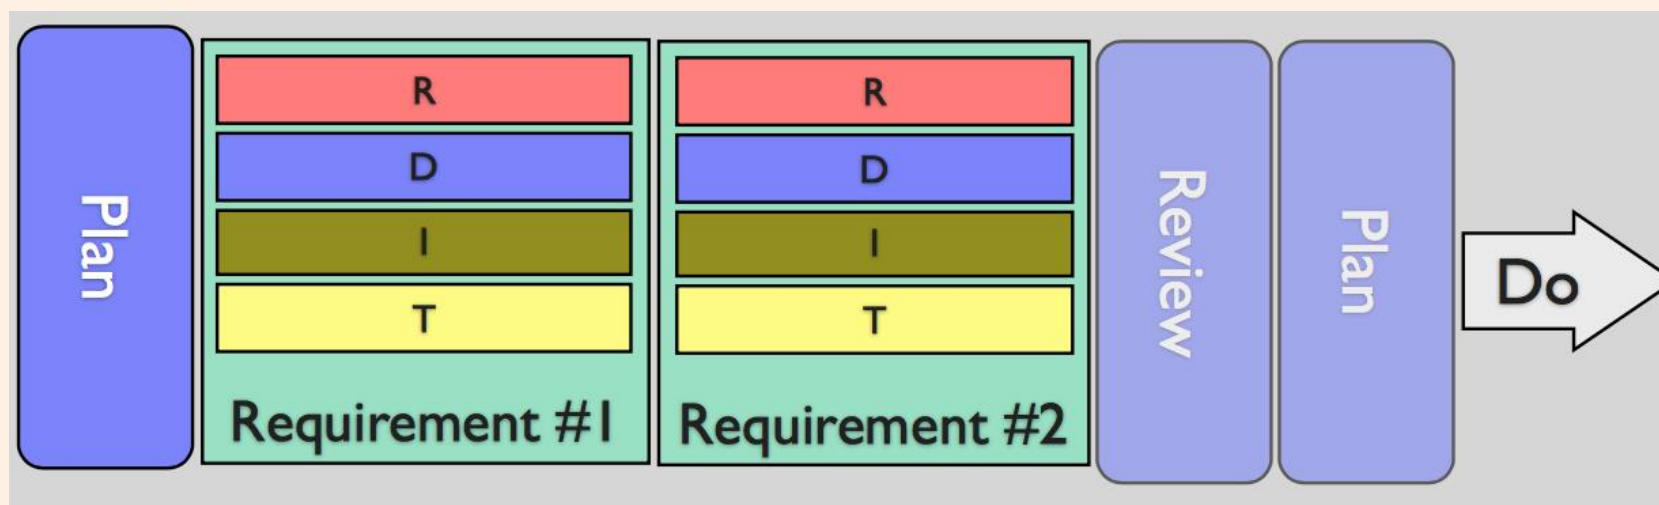 Plan
R
D
I
T
Requirement #1
R
D
I
T
Requirement #2
Review
Plan
Do